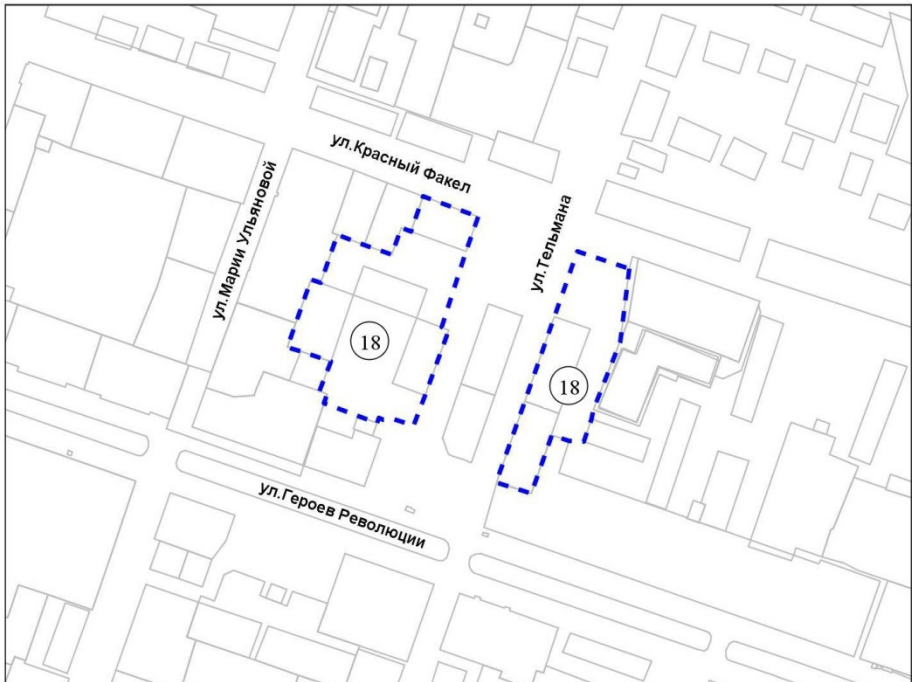 ул.Красный Факел
ул.Марии Ульяновой
ул.Тельмана
18
18
ул.Героев Революции